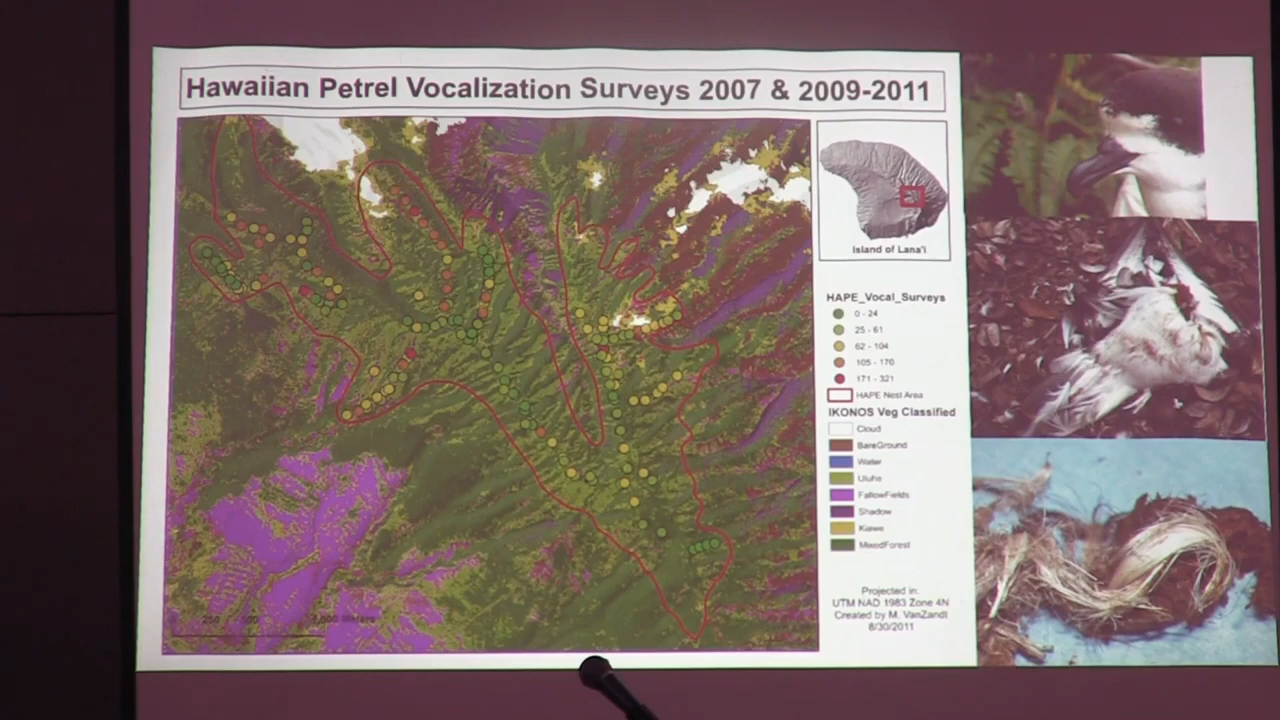 Hawaiian Petrel Vocalization Surveys 2007 & 2009-2011
Island of Lana'i
HAPE_Vocal_Surveys
0 - 24
25 - 61
62 - 104
105 - 170
171 - 321
HAPE Nest Area
IKONOS Veg Classified
Cloud
BareGround
Water
Uluhe
FallowFields
Shadow
Kiawe
MixedForest
Projected in:
UTM NAD 1983 Zone 4N
Created by M. VanZandt
8/30/2011
250
Meters